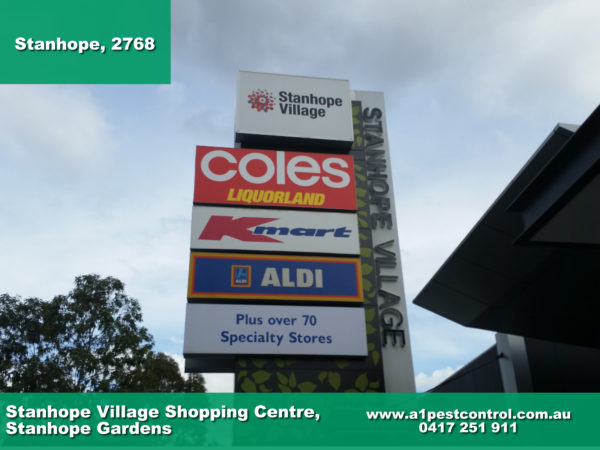 Stanhope, 2768
Stanhope
Village
coles
LIQUORLAND
Kmart
ALDI
ALDI
Plus over 70
Specialty Stores
STANHOPE VILLAGE
Stanhope Village Shopping Centre,
Stanhope Gardens
www.a1pestcontrol.com.au
0417 251 911